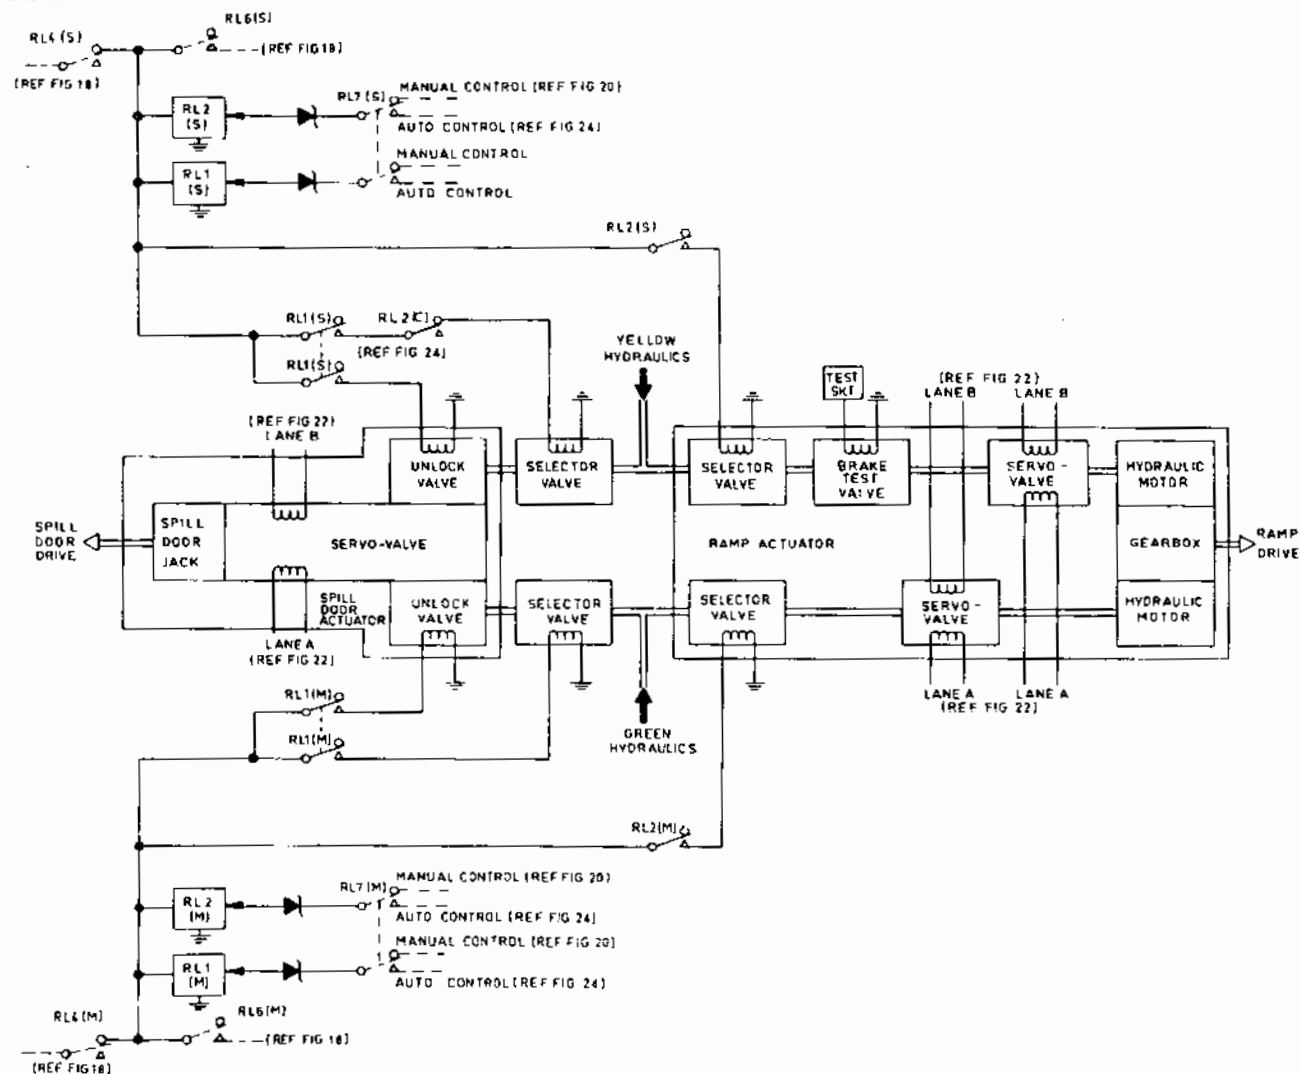 RL6(S)
RL4(S)
(REF FIG 18)
(REF FIG 18)
RL2
(S)
RL7(S)
MANUAL CONTROL (REF FIG 20)
AUTO CONTROL (REF FIG 24)
RL1
(S)
MANUAL CONTROL
AUTO CONTROL
RL2(S)
RL1(S)
RL2(C)
(REF FIG 24)
RL1(S)
YELLOW
HYDRAULICS
TEST
SKT
(REF FIG 22)
LANE B
LANE B
(REF FIG 22)
LANE B
UNLOCK
VALVE
SELECTOR
VALVE
SELECTOR
VALVE
BRAKE
TEST
VALVE
SERVO-
VALVE
HYDRAULIC
MOTOR
SPILL
DOOR
DRIVE
SPILL
DOOR
JACK
SERVO-VALVE
RAMP ACTUATOR
GEARBOX
RAMP
DRIVE
SPILL
DOOR
ACTUATOR
UNLOCK
VALVE
SELECTOR
VALVE
SELECTOR
VALVE
SERVO-
VALVE
HYDRAULIC
MOTOR
LANE A
(REF FIG 22)
LANE A
LANE A
(REF FIG 22)
RL1(M)
RL1(M)
GREEN
HYDRAULICS
RL2(M)
RL2
(M)
RL7(M)
MANUAL CONTROL (REF FIG 20)
AUTO CONTROL (REF FIG 24)
RL1
(M)
MANUAL CONTROL (REF FIG 20)
AUTO CONTROL (REF FIG 24)
RL4(M)
RL6(M)
(REF FIG 18)
(REF FIG 18)